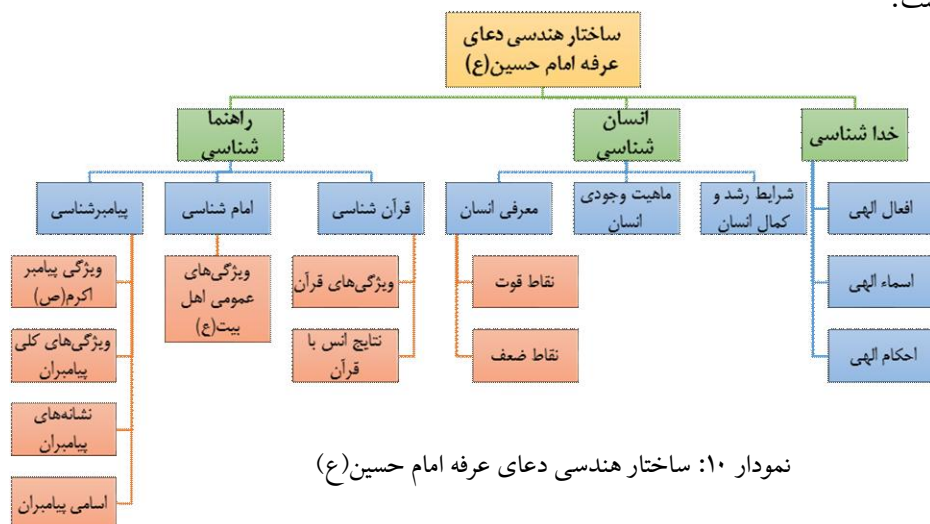 ست.
ساختار هندسی دعای
عرفه امام حسین(ع)
خدا شناسی
انسان
شناسی
راهنما
شناسی
افعال الهی
اسماء الهی
احکام الهی
شرایط رشد و
کمال انسان
ماهیت وجودی
انسان
معرفی انسان
نقاط قوت
نقاط ضعف
قرآن شناسی
ویژگی‌های قرآن
نتایج انس با
قرآن
امام شناسی
ویژگی‌های
عمومی اهل
بیت(ع)
پیامبرشناسی
ویژگی پیامبر
اکرم(ص)
ویژگی‌های کلی
پیامبران
نشانه‌های
پیامبران
اسامی پیامبران
نمودار ۱۰: ساختار هندسی دعای عرفه امام حسین(ع)